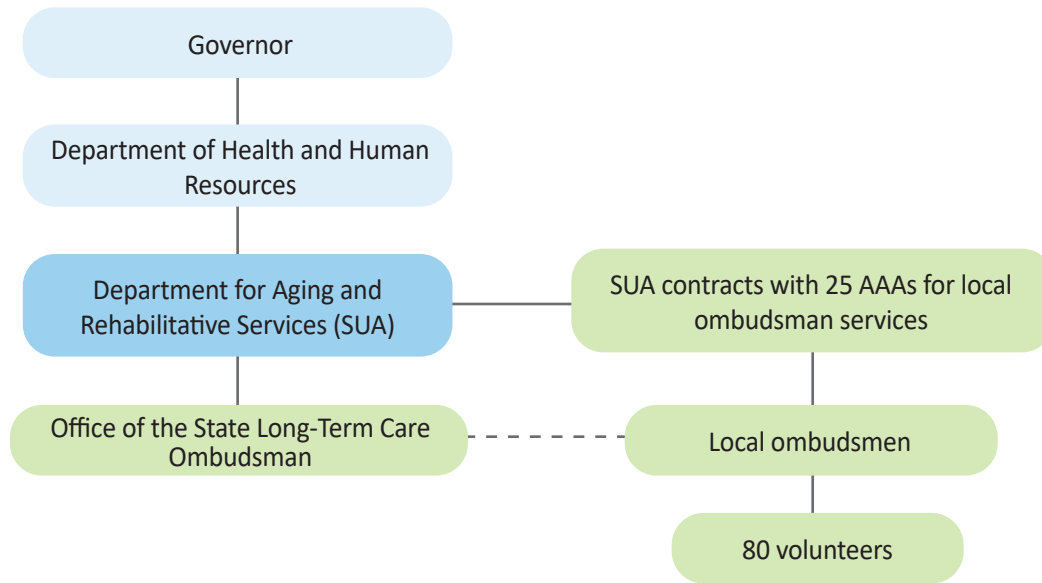 Governor
Department of Health and Human
Resources
Department for Aging and
Rehabilitative Services (SUA)
SUA contracts with 25 AAAs for local
ombudsman services
Office of the State Long-Term Care
Ombudsman
Local ombudsmen
80 volunteers